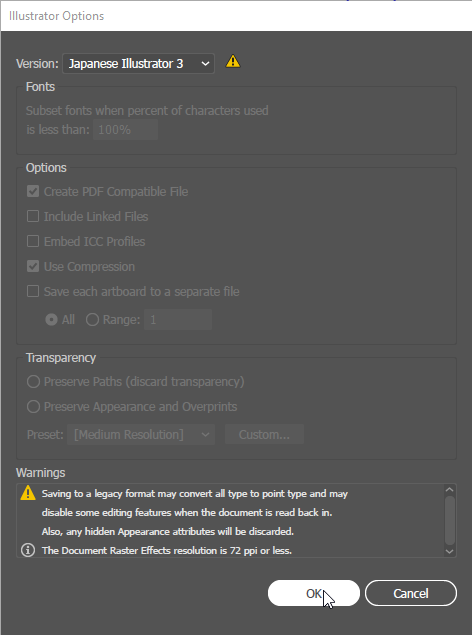 Illustrator Options
Version: Japanese Illustrator 3
Fonts
Subset fonts when percent of characters used
is less than: 100%
Options
Create PDF Compatible File
Include Linked Files
Embed ICC Profiles
Use Compression
Save each artboard to a separate file
All Range: 1
Transparency
Preserve Paths (discard transparency)
Preserve Appearance and Overprints
Preset: [Medium Resolution] Custom...
Warnings
Saving to a legacy format may convert all type to point type and may
disable some editing features when the document is read back in.
Also, any hidden Appearance attributes will be discarded.
The Document Raster Effects resolution is 72 ppi or less.
OK Cancel